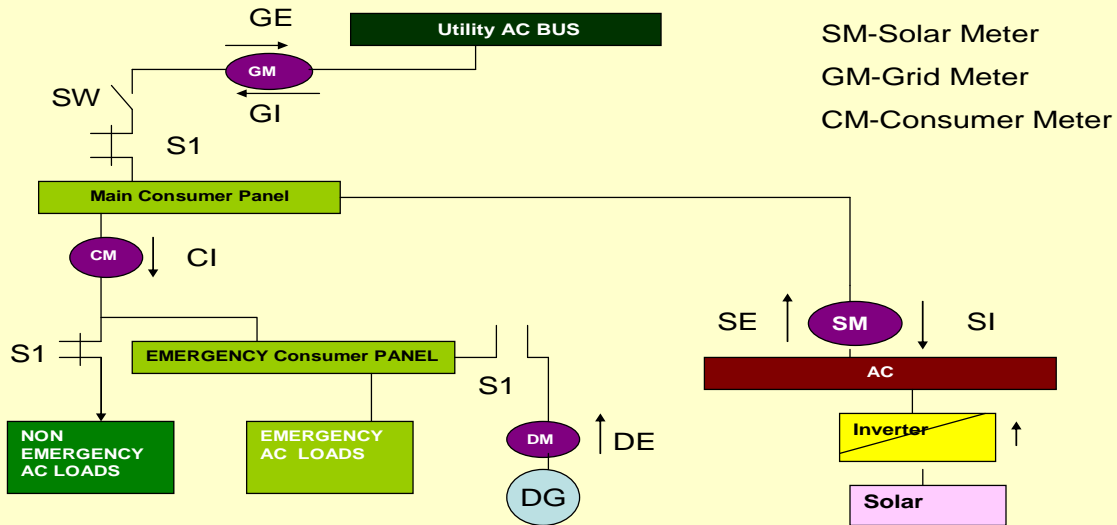 GE
Utility AC BUS
SM-Solar Meter
GM
GM-Grid Meter
SW
GI
CM-Consumer Meter
S1
Main Consumer Panel
CM
CI
SE
SM
SI
S1
EMERGENCY Consumer PANEL
S1
AC
NON
EMERGENCY
AC LOADS
EMERGENCY
AC LOADS
DM
DE
Inverter
DG
Solar